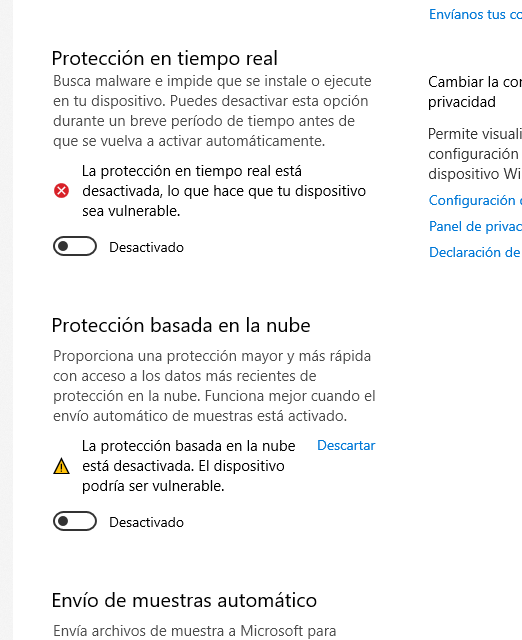 Protección en tiempo real
Busca malware e impide que se instale o ejecute
en tu dispositivo. Puedes desactivar esta opción
durante un breve período de tiempo antes de
que se vuelva a activar automáticamente.
La protección en tiempo real está
desactivada, lo que hace que tu dispositivo
sea vulnerable.
Desactivado
Protección basada en la nube
Proporciona una protección mayor y más rápida
con acceso a los datos más recientes de
protección en la nube. Funciona mejor cuando el
envío automático de muestras está activado.
La protección basada en la nube
está desactivada. El dispositivo
podría ser vulnerable.
Descartar
Desactivado
Envío de muestras automático
Envía archivos de muestra a Microsoft para
Envíanos tus
Cambiar la
privacidad
Permite
configuración
dispositivo
Configuración
Panel de
Declaración de